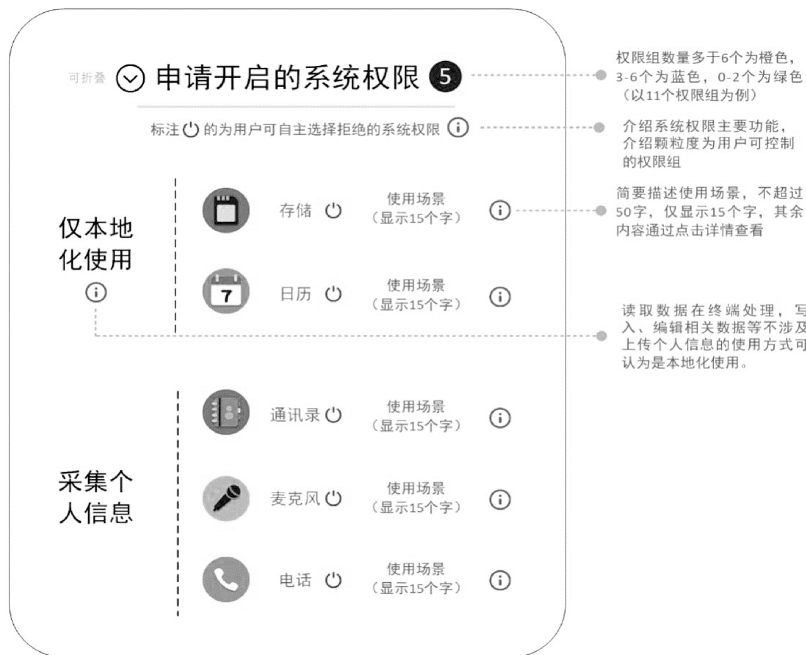 可折叠
申请开启的系统权限 5
标注 的为用户可自主选择拒绝的系统权限
仅本地
化使用
存储
使用场景
（显示15个字）
7
日历
使用场景
（显示15个字）
采集个
人信息
通讯录
使用场景
（显示15个字）
麦克风
使用场景
（显示15个字）
电话
使用场景
（显示15个字）
权限组数量多于6个为橙色，
3-6个为蓝色，0-2个为绿色
（以11个权限组为例）
介绍系统权限主要功能，
介绍颗粒度为用户可控制
的权限组
简要描述使用场景，不超过
50字，仅显示15个字，其余
内容通过点击详情查看
读取数据在终端处理，写
入、编辑相关数据等不涉及
上传个人信息的使用方式可
认为是本地化使用。